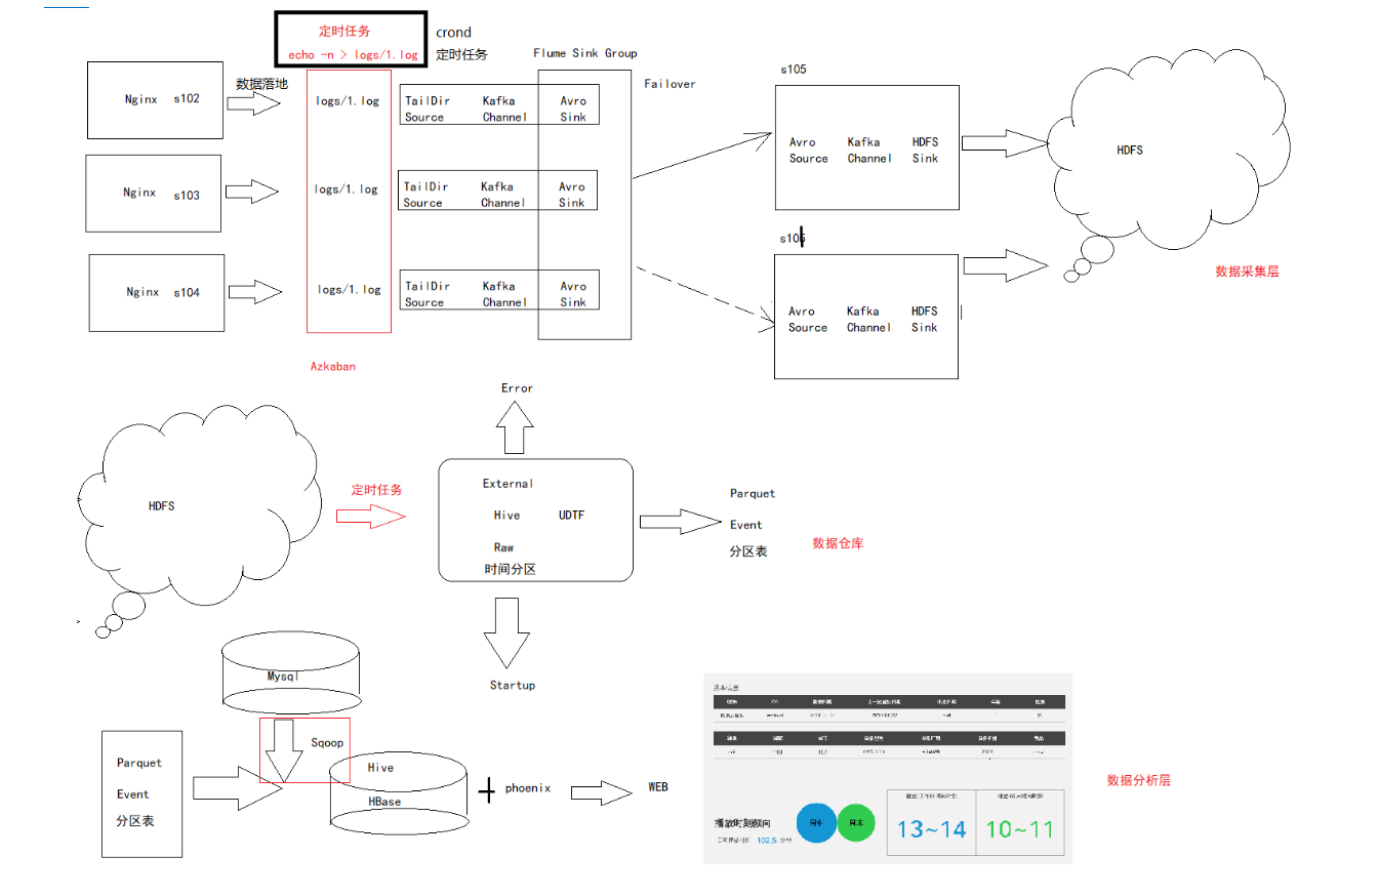 定时任务
echo -n > logs/1.log
crond
定时任务
Flume Sink Group
Failover
数据落地
Nginx s102
logs/1.log
TailDir Kafka Avro
Source Channel Sink
Nginx s103
logs/1.log
TailDir Kafka Avro
Source Channel Sink
Nginx s104
logs/1.log
TailDir Kafka Avro
Source Channel Sink
s105
Avro Kafka HDFS
Source Channel Sink
Avro Kafka HDFS
Source Channel Sink
HDFS
数据采集层
Azkaban
Error
HDFS
定时任务
External
Hive UDTF
Raw
时间分区
Parquet
Event
分区表
数据仓库
Startup
Mysql
Sqoop
Parquet
Event
分区表
Hive
HBase
phoenix
WEB
播放时刻倾向
102.5
13~14
10~11
数据分析层